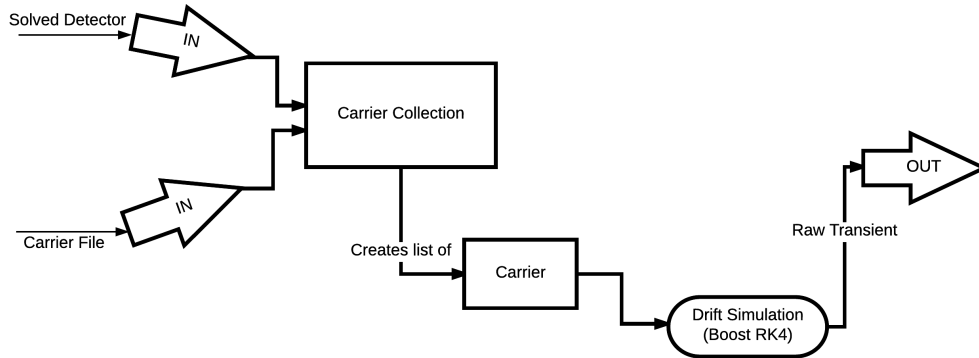 Solved Detector
IN
Carrier Collection
IN
Carrier File
Creates list of
Carrier
Drift Simulation
(Boost RK4)
Raw Transient
OUT